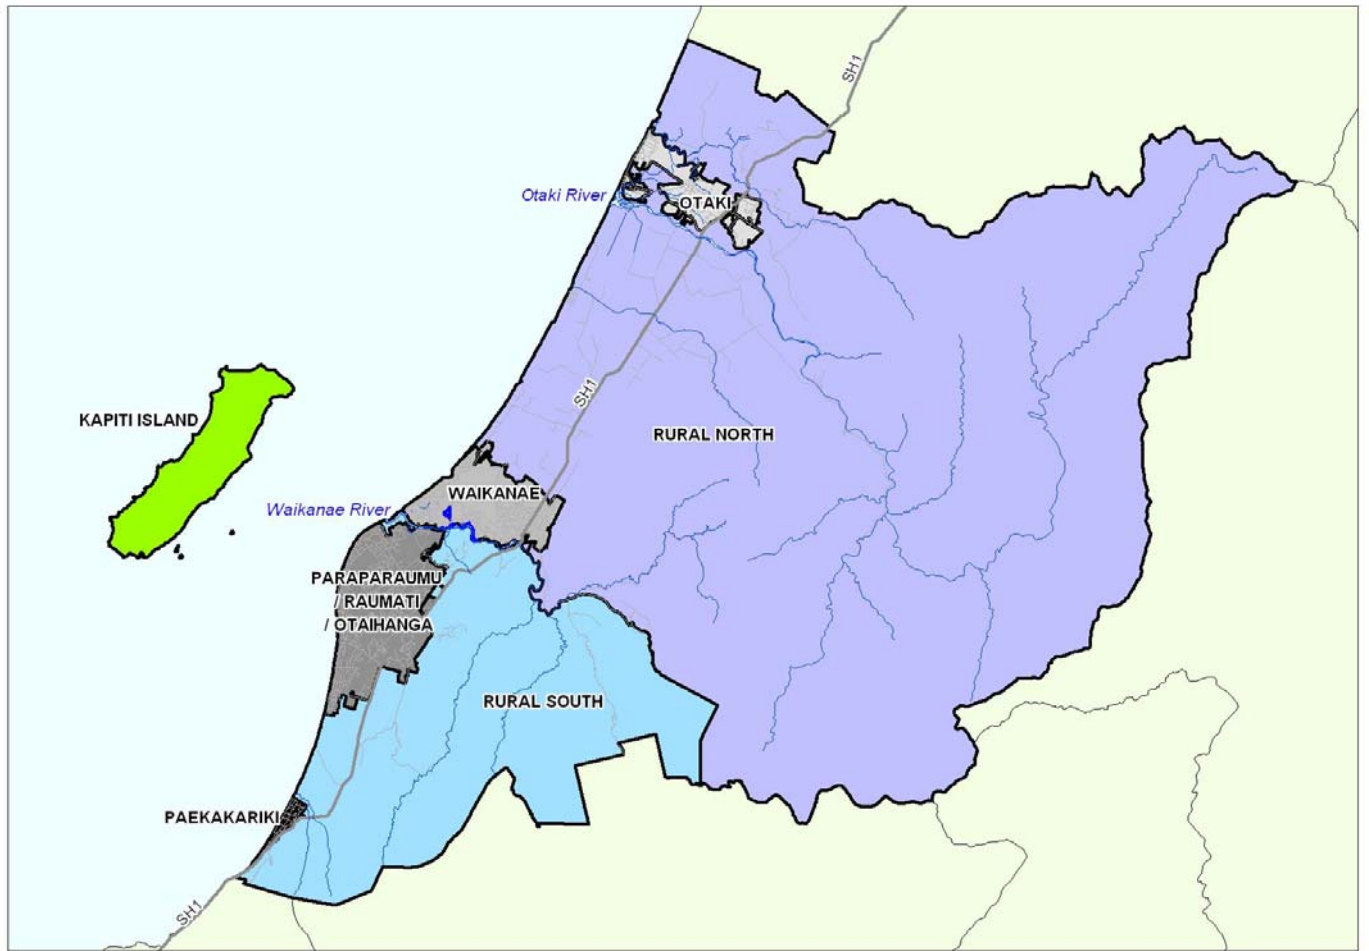 SH1
Otaki River
OTAKI
KAPITI ISLAND
SH1
RURAL NORTH
WAIKANAE
Waikanae River
PARAPARAUMU
/ RAUMATI
/ OTAIHANGA
RURAL SOUTH
PAEKAKARIKI
SH1